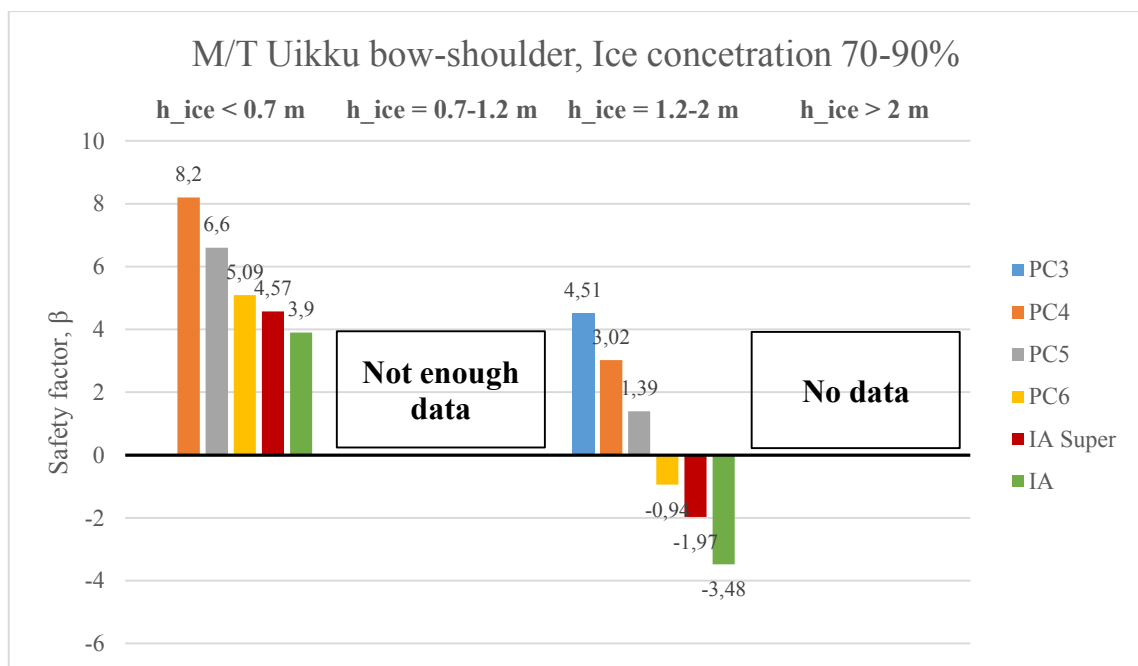 M/T Uikku bow-shoulder, Ice concetration 70-90%
h_ice < 0.7 m
h_ice = 0.7-1.2 m
h_ice = 1.2-2 m
h_ice > 2 m
Safety factor, β
10
8
6
4
2
0
-2
-4
-6
8,2
6,6
5,09
4,57
3,9
Not enough
data
4,51
3,02
1,39
-0,94
-1,97
-3,48
No data
PC3
PC4
PC5
PC6
IA Super
IA